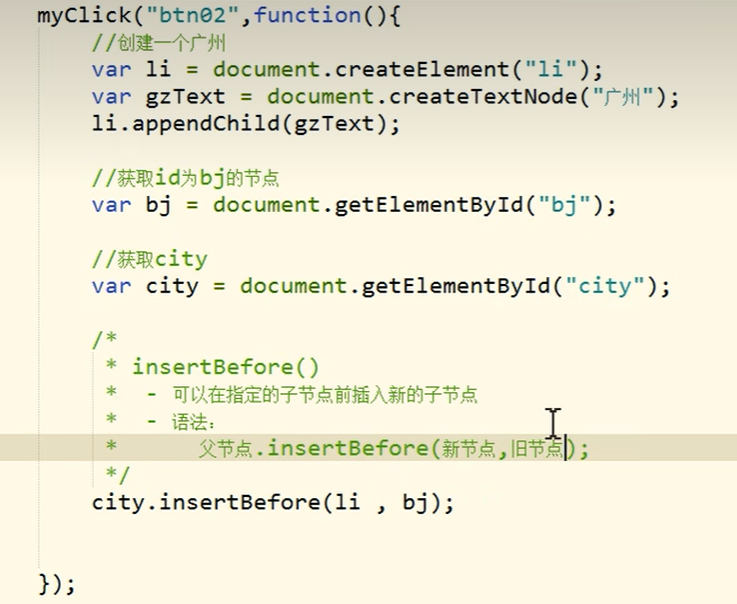 myClick("btn02",function(){
//创建一个广州
var li = document.createElement("li");
var gzText = document.createTextNode("广州");
li.appendChild(gzText);
//获取id为bj的节点
var bj = document.getElementById("bj");
//获取city
var city = document.getElementById("city");
/*
* insertBefore()
* - 可以在指定的子节点前插入新的子节点
* - 语法：
* 父节点.insertBefore(新节点,旧节点);
*/
city.insertBefore(li , bj);
});